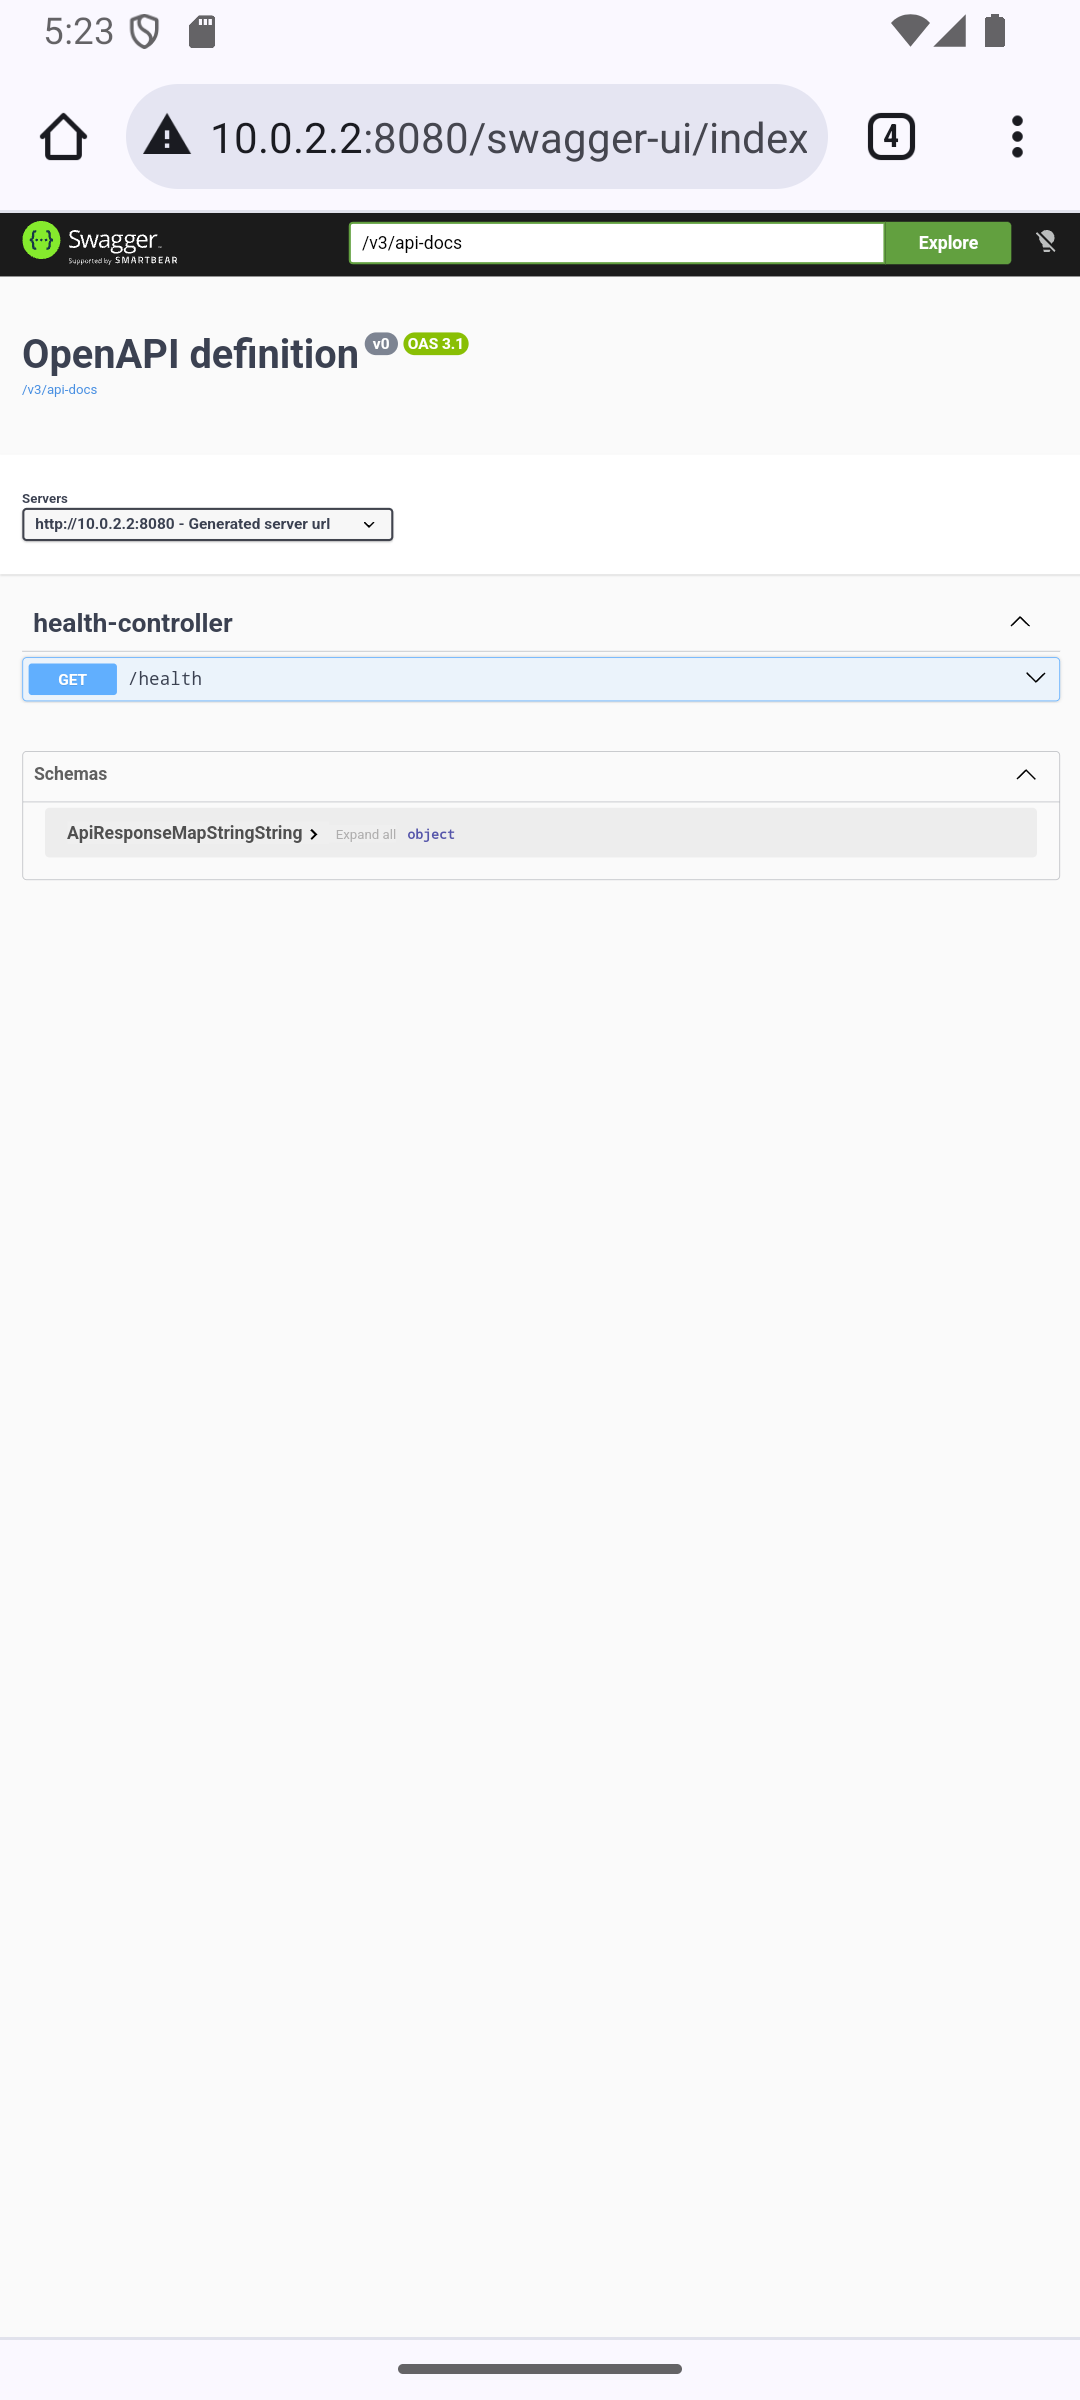 5:23
10.0.2.2:8080/swagger-ui/index
4
Swagger
Supported by SMARTBEAR
/v3/api-docs
Explore
OpenAPI definition v0 OAS 3.1
/v3/api-docs
Servers
http://10.0.2.2:8080 - Generated server url
health-controller
GET /health
Schemas
ApiResponseMapStringString Expand all object